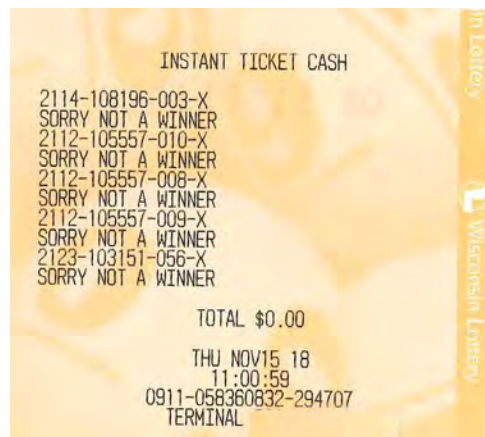 INSTANT TICKET CASH
2114-108196-003-X
SORRY NOT A WINNER
2112-105557-010-X
SORRY NOT A WINNER
2112-105557-008-X
SORRY NOT A WINNER
2112-105557-009-X
SORRY NOT A WINNER
2123-103151-056-X
SORRY NOT A WINNER
TOTAL $0.00
THU NOV15 18
11:00:59
0911-058360832-294707
TERMINAL
n Lottery
Wisconsin Lottery